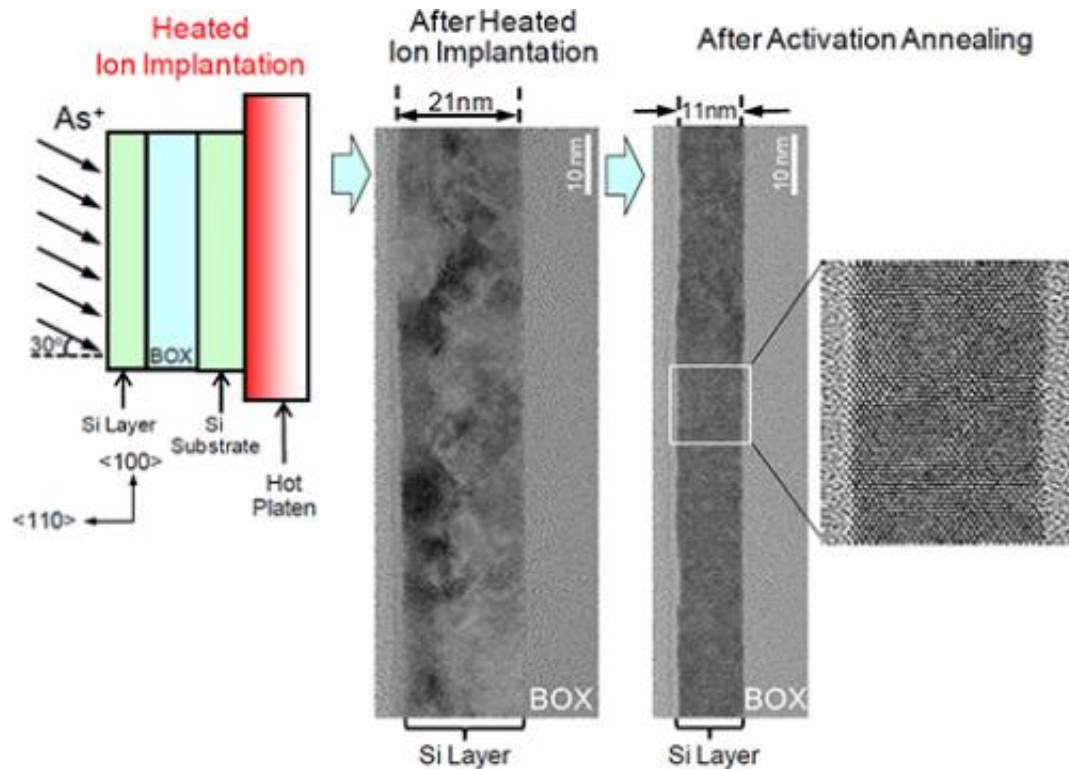 Heated
Ion Implantation
As⁺
30°
BOX
Si Layer
Si
Substrate
Hot
Platen
<100>
<110>
After Heated
Ion Implantation
21nm
10 nm
BOX
Si Layer
After Activation Annealing
11nm
10 nm
BOX
Si Layer